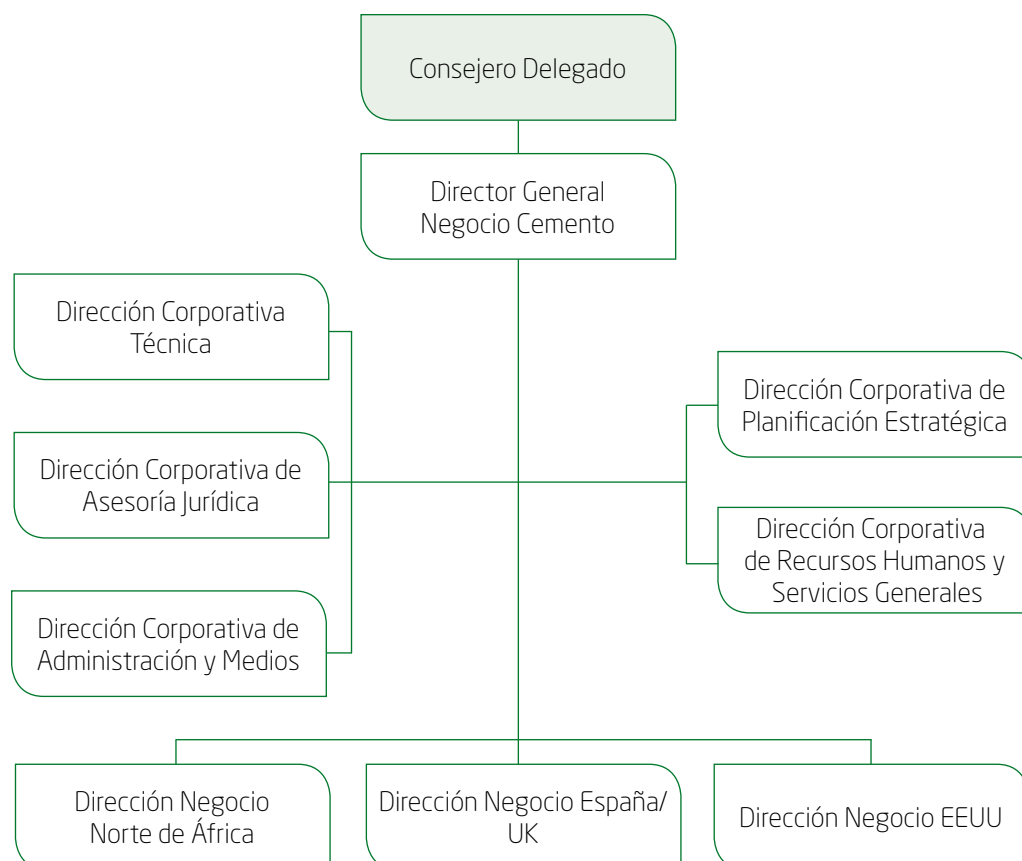 Consejero Delegado
Director General
Negocio Cemento
Dirección Corporativa
Técnica
Dirección Corporativa de
Asesoría Jurídica
Dirección Corporativa de
Administración y Medios
Dirección Corporativa de
Planificación Estratégica
Dirección Corporativa
de Recursos Humanos y
Servicios Generales
Dirección Negocio
Norte de África
Dirección Negocio España/
UK
Dirección Negocio EEUU